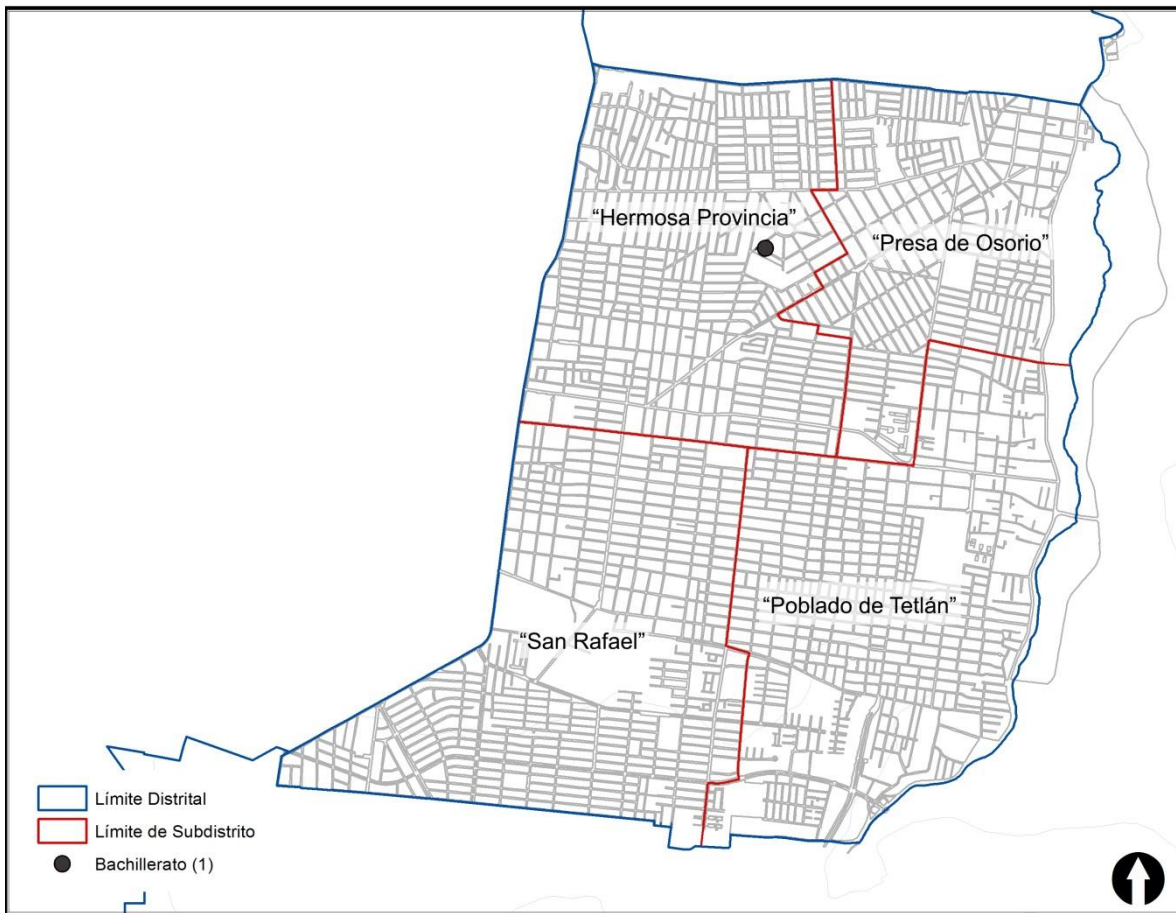 “Hermosa Provincia”
“Presa de Osorio”
“Poblado de Tetlán”
“San Rafael”
Límite Distrital
Límite de Subdistrito
Bachillerato (1)